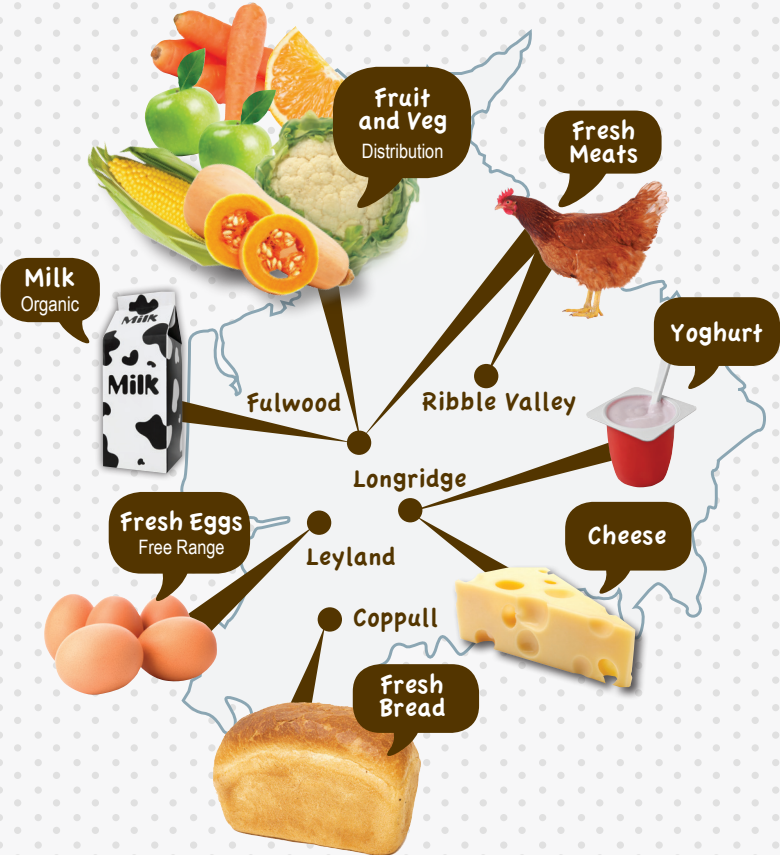 Fruit
and Veg
Distribution
Fresh
Meats
Milk
Organic
Milk
Milk
Yoghurt
Fulwood
Ribble Valley
Longridge
Fresh Eggs
Free Range
Cheese
Leyland
Coppull
Fresh
Bread